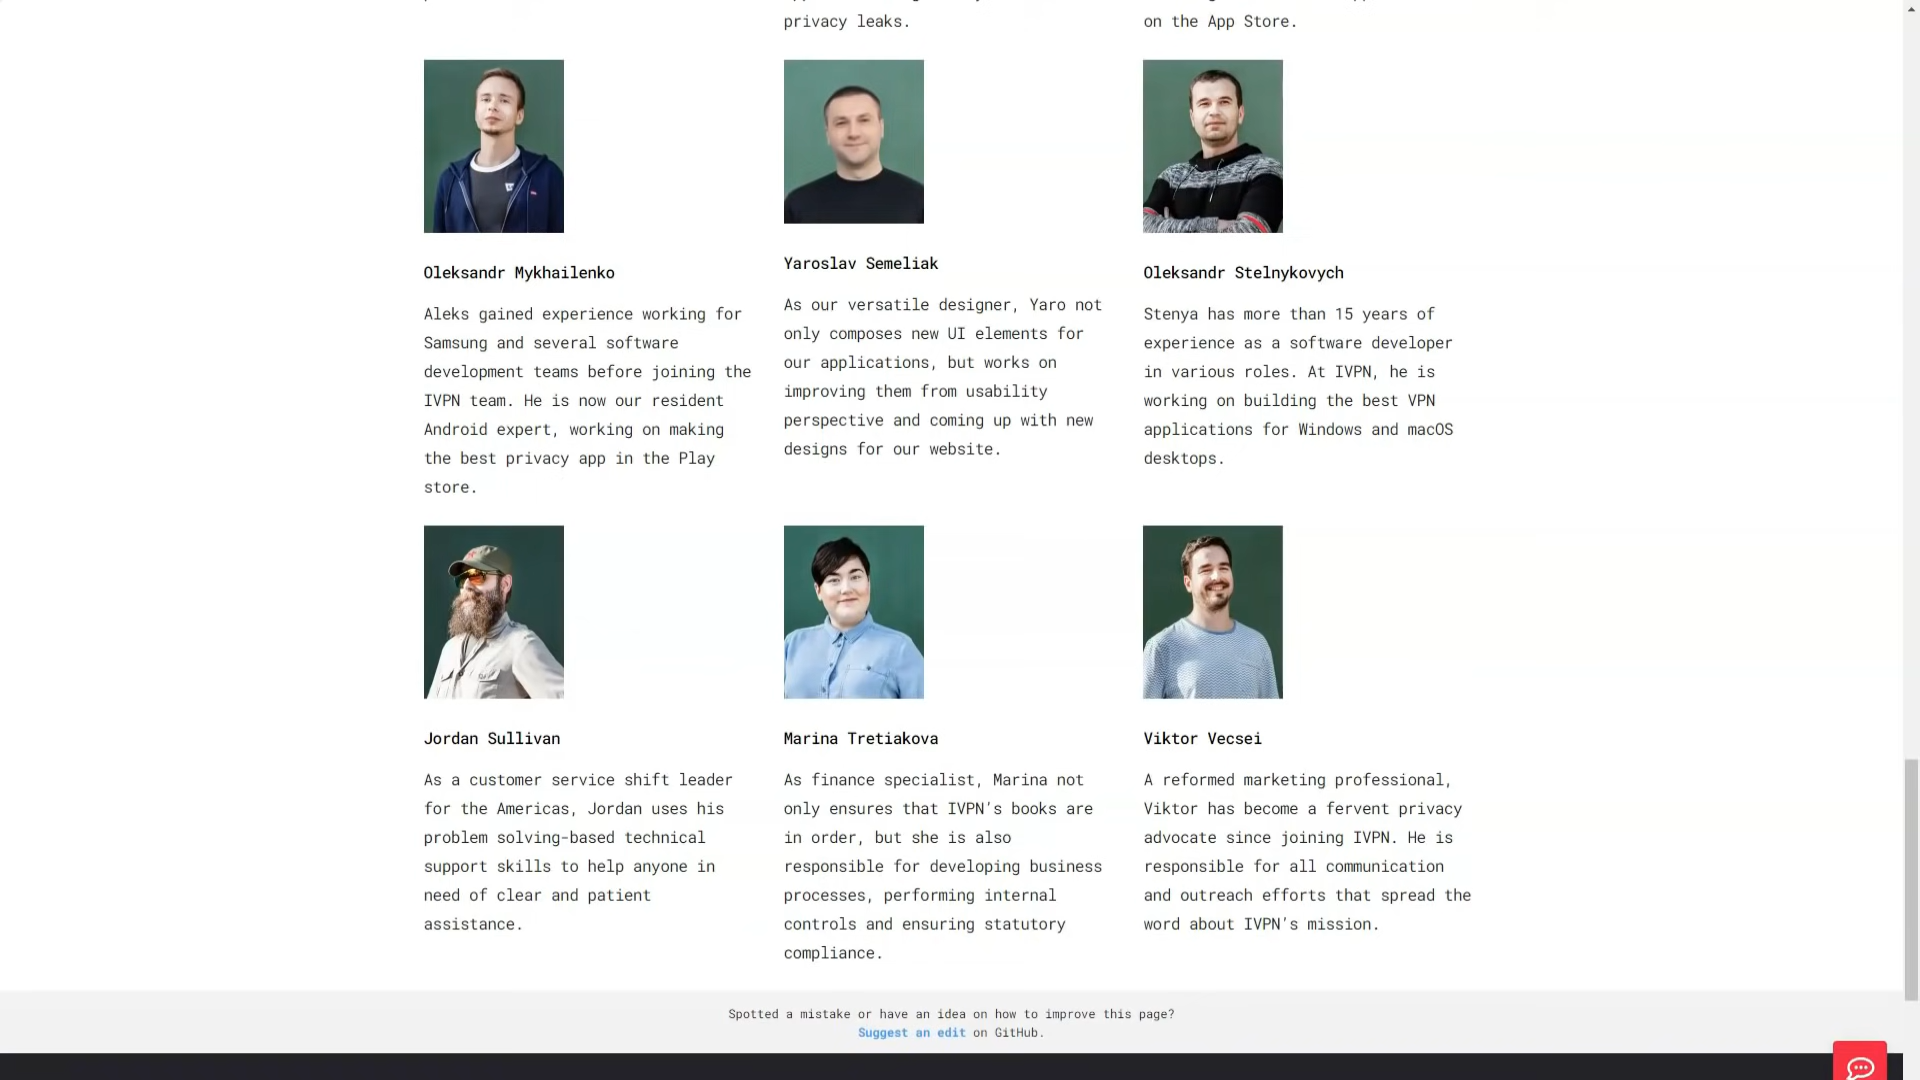 privacy leaks.
on the App Store.
Oleksandr Mykhailenko
Aleks gained experience working for
Samsung and several software
development teams before joining the
IVPN team. He is now our resident
Android expert, working on making
the best privacy app in the Play
store.
Yaroslav Semeliak
As our versatile designer, Yaro not
only composes new UI elements for
our applications, but works on
improving them from usability
perspective and coming up with new
designs for our website.
Oleksandr Stelnykovych
Stenya has more than 15 years of
experience as a software developer
in various roles. At IVPN, he is
working on building the best VPN
applications for Windows and macOS
desktops.
Jordan Sullivan
As a customer service shift leader
for the Americas, Jordan uses his
problem solving-based technical
support skills to help anyone in
need of clear and patient
assistance.
Marina Tretiakova
As finance specialist, Marina not
only ensures that IVPN’s books are
in order, but she is also
responsible for developing business
processes, performing internal
controls and ensuring statutory
compliance.
Viktor Vecsei
A reformed marketing professional,
Viktor has become a fervent privacy
advocate since joining IVPN. He is
responsible for all communication
and outreach efforts that spread the
word about IVPN’s mission.
Spotted a mistake or have an idea on how to improve this page?
Suggest an edit on GitHub.